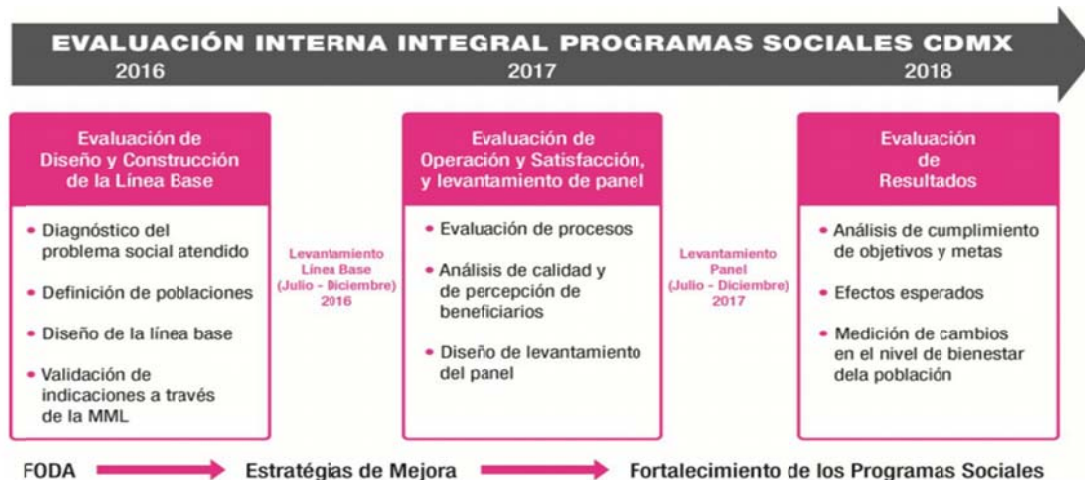 EVALUACIÓN INTERNA INTEGRAL PROGRAMAS SOCIALES CDMX
2016
2017
2018
Evaluación de
Diseño y Construcción
de la Línea Base
• Diagnóstico del
problema social atendido
• Definición de poblaciones
• Diseño de la línea base
• Validación de
indicaciones a través
de la MML
Levantamiento
Línea Base
(Julio - Diciembre)
2016
Evaluación de
Operación y Satisfacción,
y levantamiento de panel
• Evaluación de procesos
• Análisis de calidad y
de percepción de
beneficiarios
• Diseño de levantamiento
del panel
Levantamiento
Panel
(Julio - Diciembre)
2017
Evaluación
de
Resultados
• Análisis de cumplimiento
de objetivos y metas
• Efectos esperados
• Medición de cambios
en el nivel de bienestar
dela población
FODA
Estratégias de Mejora
Fortalecimiento de los Programas Sociales